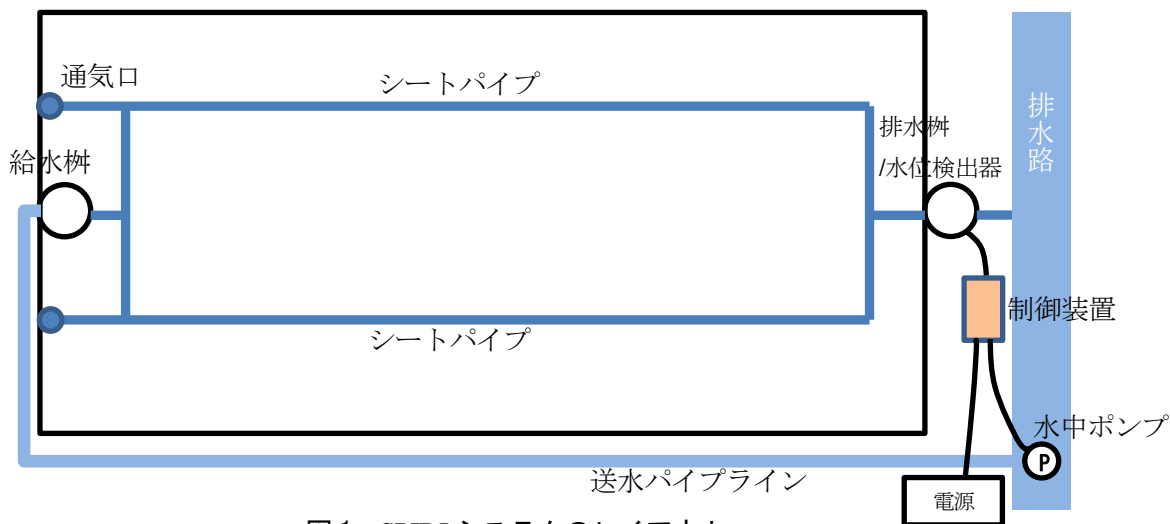 通気口
シートパイプ
給水桝
排水桝
/水位検出器
排水路
制御装置
シートパイプ
水中ポンプ
P
送水パイプライン
電源